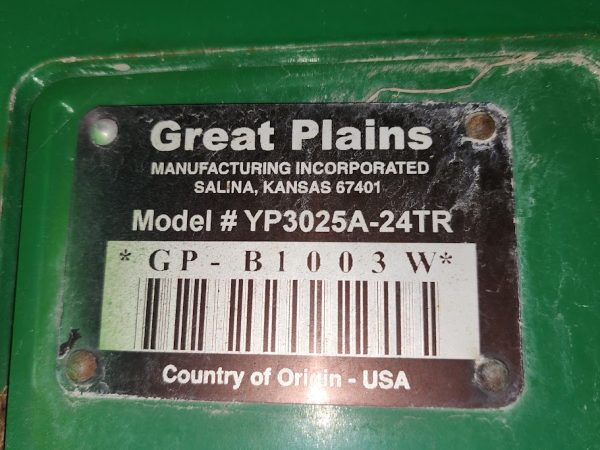 Great Plains
MANUFACTURING INCORPORATED
SALINA, KANSAS 67401
Model # YP3025A-24TR
*GP-B1003W*
Country of Origin - USA